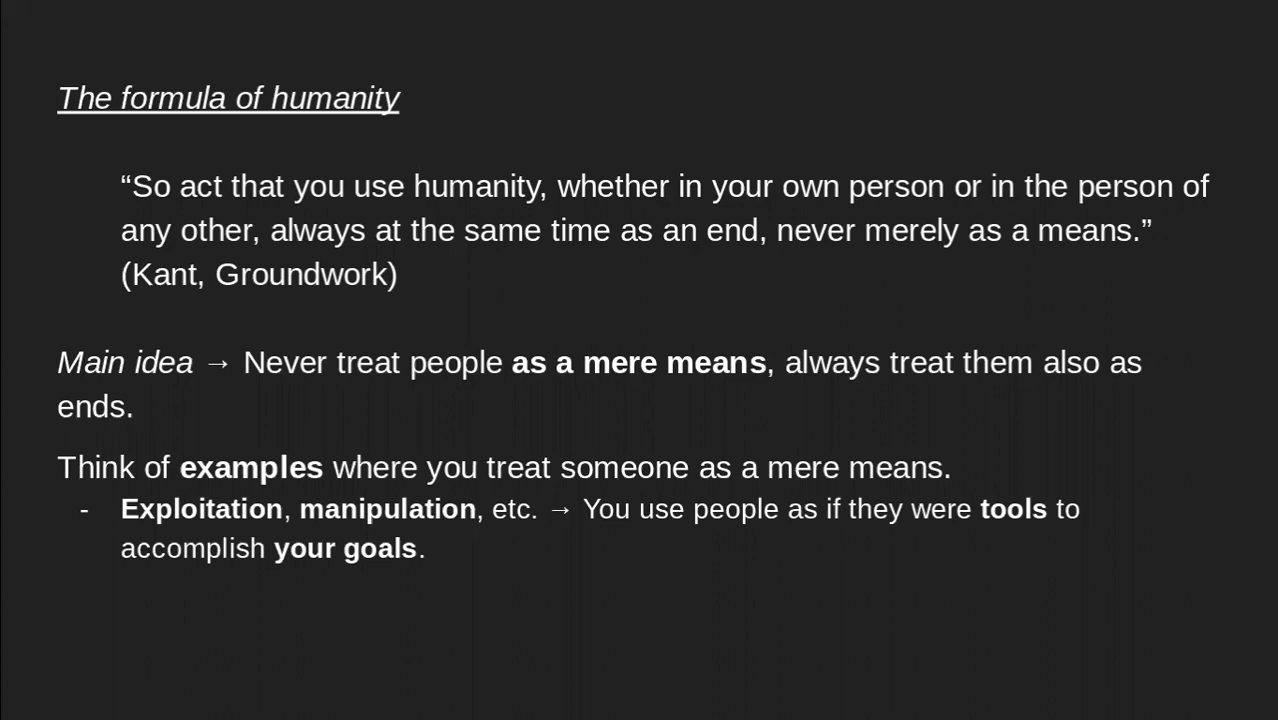 The formula of humanity
“So act that you use humanity, whether in your own person or in the person of
any other, always at the same time as an end, never merely as a means.”
(Kant, Groundwork)
Main idea → Never treat people as a mere means, always treat them also as
ends.
Think of examples where you treat someone as a mere means.
- Exploitation, manipulation, etc. → You use people as if they were tools to
accomplish your goals.